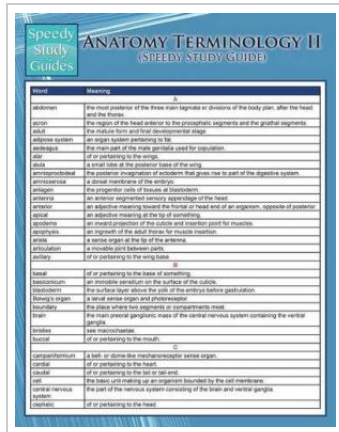 Speedy
Study
Guides
ANATOMY TERMINOLOGY II
(SPEEDY STUDY GUIDE)
Word Meaning
A
abdomen the most posterior of the three main tagmata or divisions of the body plan, after the head
and the thorax.
acron the region of the head anterior to the procephalic segments and the gnathal segments.
adult the mature form and final developmental stage
adipose system an organ system pertaining to fat.
aedeagus the main part of the male genitalia used for copulation.
alar of or pertaining to the wings.
alula a small lobe at the posterior base of the wing.
amnioproctodeal the posterior invagination of ectoderm that gives rise to part of the digestive system.
amnioserosa a dorsal membrane of the embryo.
anlagen the progenitor cells of tissues at blastoderm.
antenna an anterior segmented sensory appendage of the head.
anterior an adjective meaning toward the frontal or head end of an organism, opposite of posterior
apical an adjective meaning at the tip of something.
apodeme an inward projection of the cuticle and insertion point for muscles.
apophysis an ingrowth of the adult thorax for muscle insertion.
arista a sense organ at the tip of the antenna.
articulation a movable joint between parts.
axillary of or pertaining to the wing base
B
basal of or pertaining to the base of something.
basiconicum an immobile sensillum on the surface of the cuticle.
blastoderm the surface layer above the yolk of the embryo before gastrulation.
Bolwig's organ a larval sense organ and photoreceptor.
boundary the place where two segments or compartments meet.
brain the main preoral ganglionic mass of the central nervous system containing the ventral
ganglia.
bristles see macrochaetae.
buccal of or pertaining to the mouth.
C
campaniformium a bell- or dome-like mechanoreceptor sense organ.
cardial of or pertaining to the heart.
caudal of or pertaining to the tail or tail end.
cell the basic unit making up an organism bounded by the cell membrane.
central nervous the part of the nervous system consisting of the brain and ventral ganglia.
system
cephalic of or pertaining to the head.